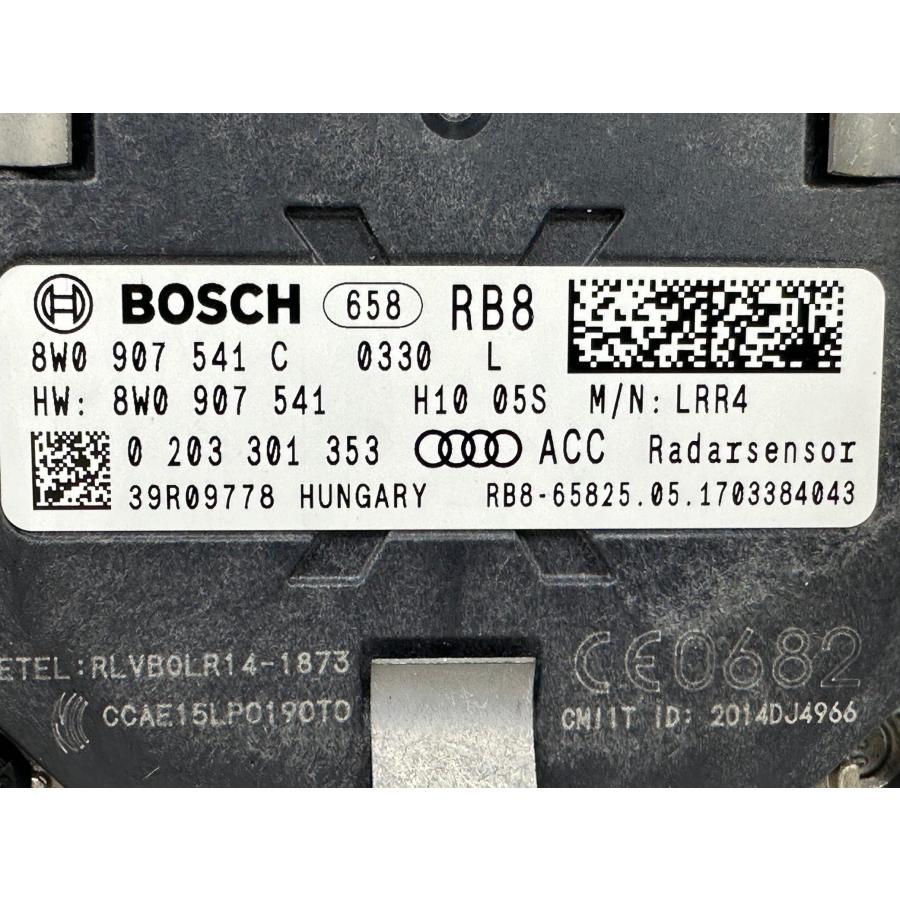 BOSCH 658 RB8
8W0 907 541 C 0330 L
HW: 8W0 907 541 H10 05S M/N: LRR4
0 203 301 353 ACC Radarsensor
39R09778 HUNGARY RB8-65825.05.1703384043
ETEL:RLVBOLR14-1873 CE0682
CCAE15LP0190T0 CMIIT ID: 2014DJ4966